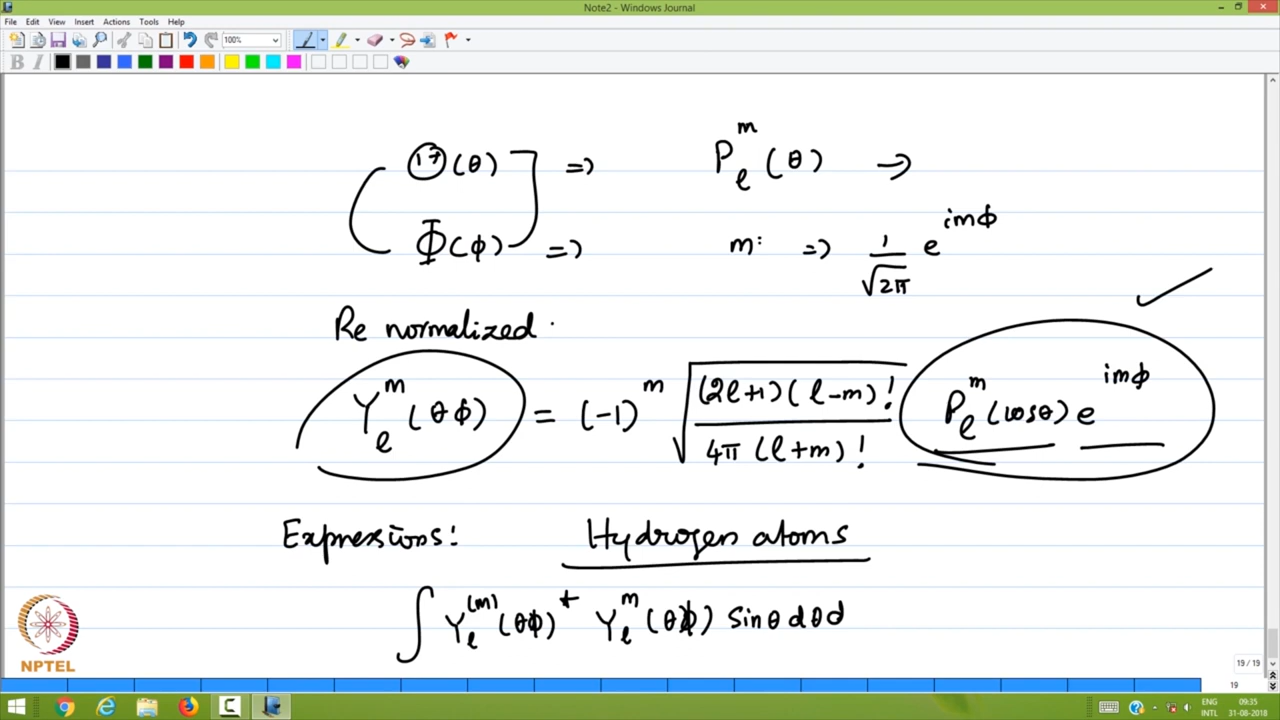 Note2 - Windows Journal
File Edit View Insert Actions Tools Help
100%
B I
Θ(θ) ⇒ P_l^m (θ) →
Φ(φ) ⇒ m: ⇒ 1/√2π e^{imφ}
Re normalized.
Y_l^m (θφ) = (-1)^m √((2l+1)(l-m)! / 4π (l+m)!) P_l^m (cosθ) e^{imφ}
Expressions: Hydrogen atoms
∫ Y_l^{(m)} (θφ)^* Y_l^m (θφ) sinθ dθ d
NPTEL
19 / 19
19
ENG
INTL
09:35
31-08-2018